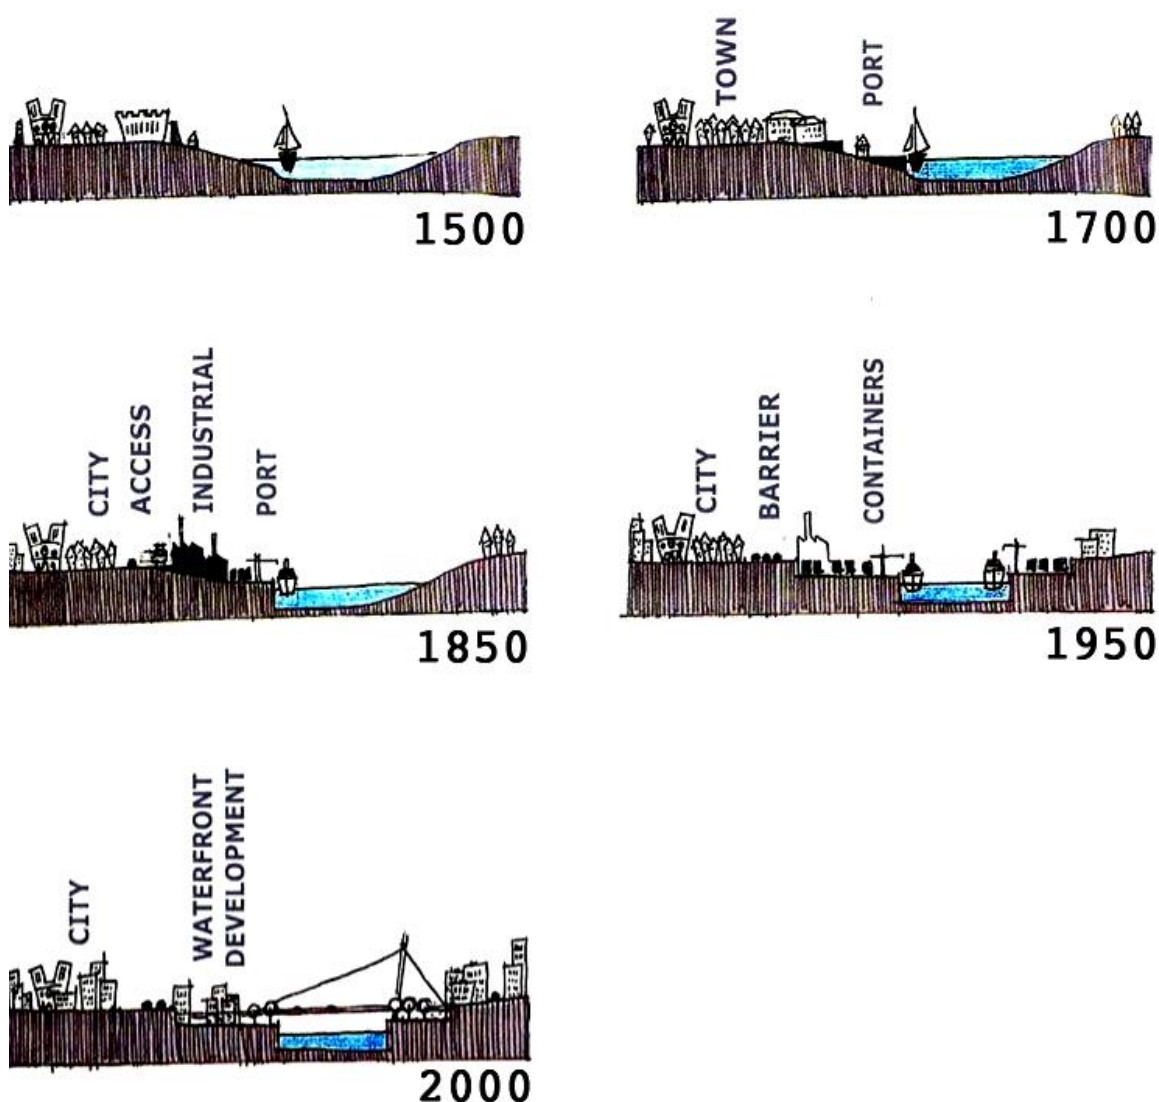 1500
TOWN
PORT
1700
CITY
ACCESS
INDUSTRIAL
PORT
1850
CITY
BARRIER
CONTAINERS
1950
CITY
WATERFRONT
DEVELOPMENT
2000